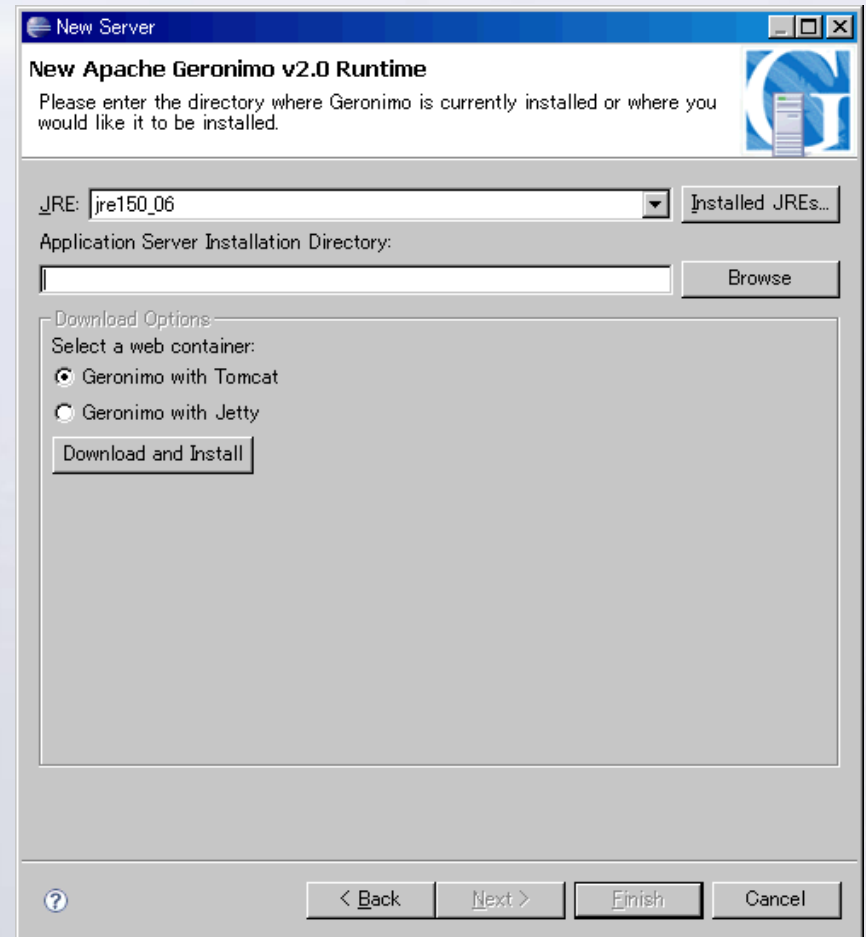 New Server
New Apache Geronimo v2.0 Runtime
Please enter the directory where Geronimo is currently installed or where you
would like it to be installed.
JRE: jre150_06 Installed JREs...
Application Server Installation Directory:
Browse
Download Options
Select a web container:
Geronimo with Tomcat
Geronimo with Jetty
Download and Install
< Back Next > Finish Cancel